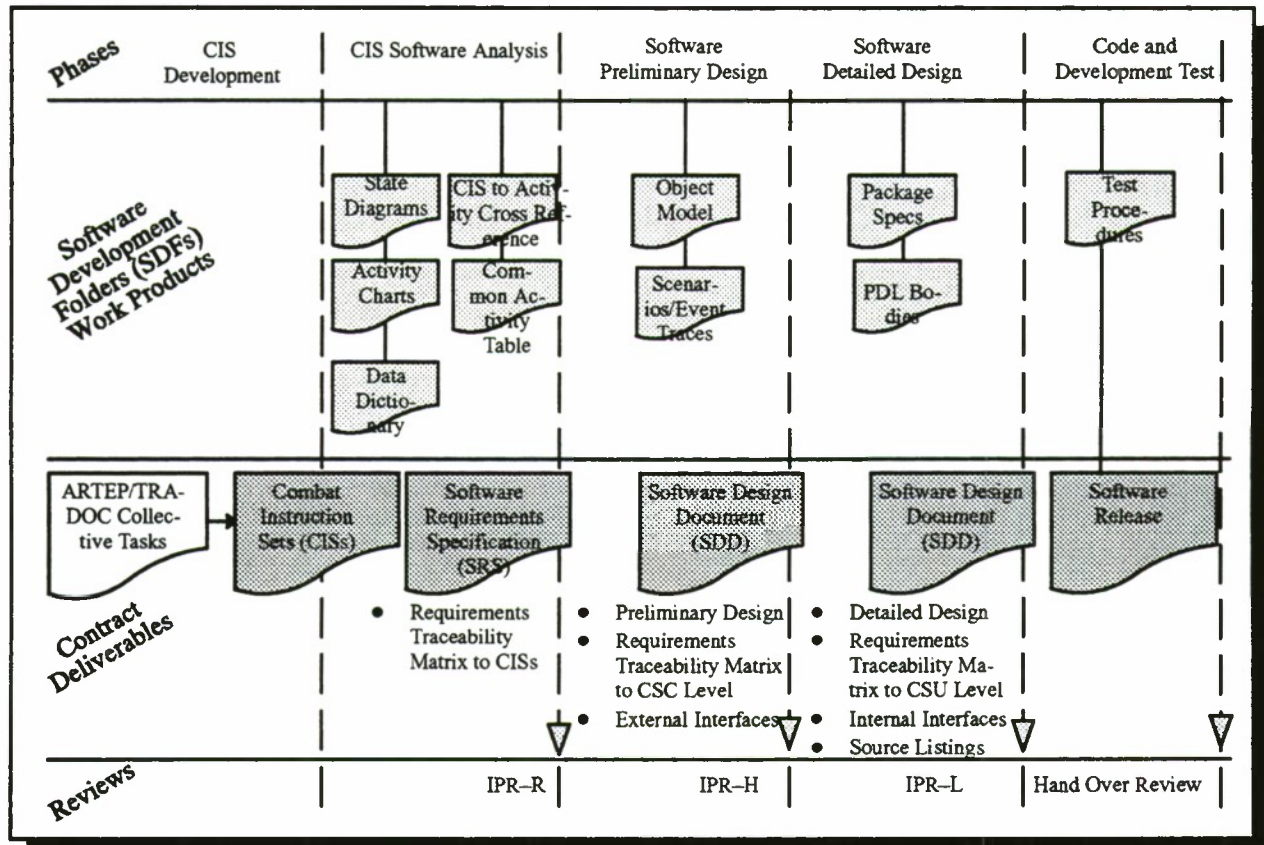 Phases
CIS
Development
CIS Software Analysis
Software
Preliminary Design
Software
Detailed Design
Code and
Development Test
Software
Development
Folders (SDFs)
Work Products
State
Diagrams
CIS to Activ-
ity Cross Ref-
erence
Object
Model
Package
Specs
Test
Proce-
dures
Activity
Charts
Com-
mon Ac-
tivity
Table
Scenar-
ios/Event
Traces
PDL Bo-
dies
Data
Dictio-
nary
Contract
Deliverables
ARTEP/TRA-
DOC Collec-
tive Tasks
Combat
Instruction
Sets (CISs)
Software
Requirements
Specification
(SRS)
Software Design
Document
(SDD)
Software Design
Document
(SDD)
Software
Release
• Requirements
Traceability
Matrix to CISs
• Preliminary Design
• Requirements
Traceability Matrix
to CSC Level
• External Interfaces
• Detailed Design
• Requirements
Traceability Ma-
trix to CSU Level
• Internal Interfaces
• Source Listings
Reviews
IPR–R
IPR–H
IPR–L
Hand Over Review